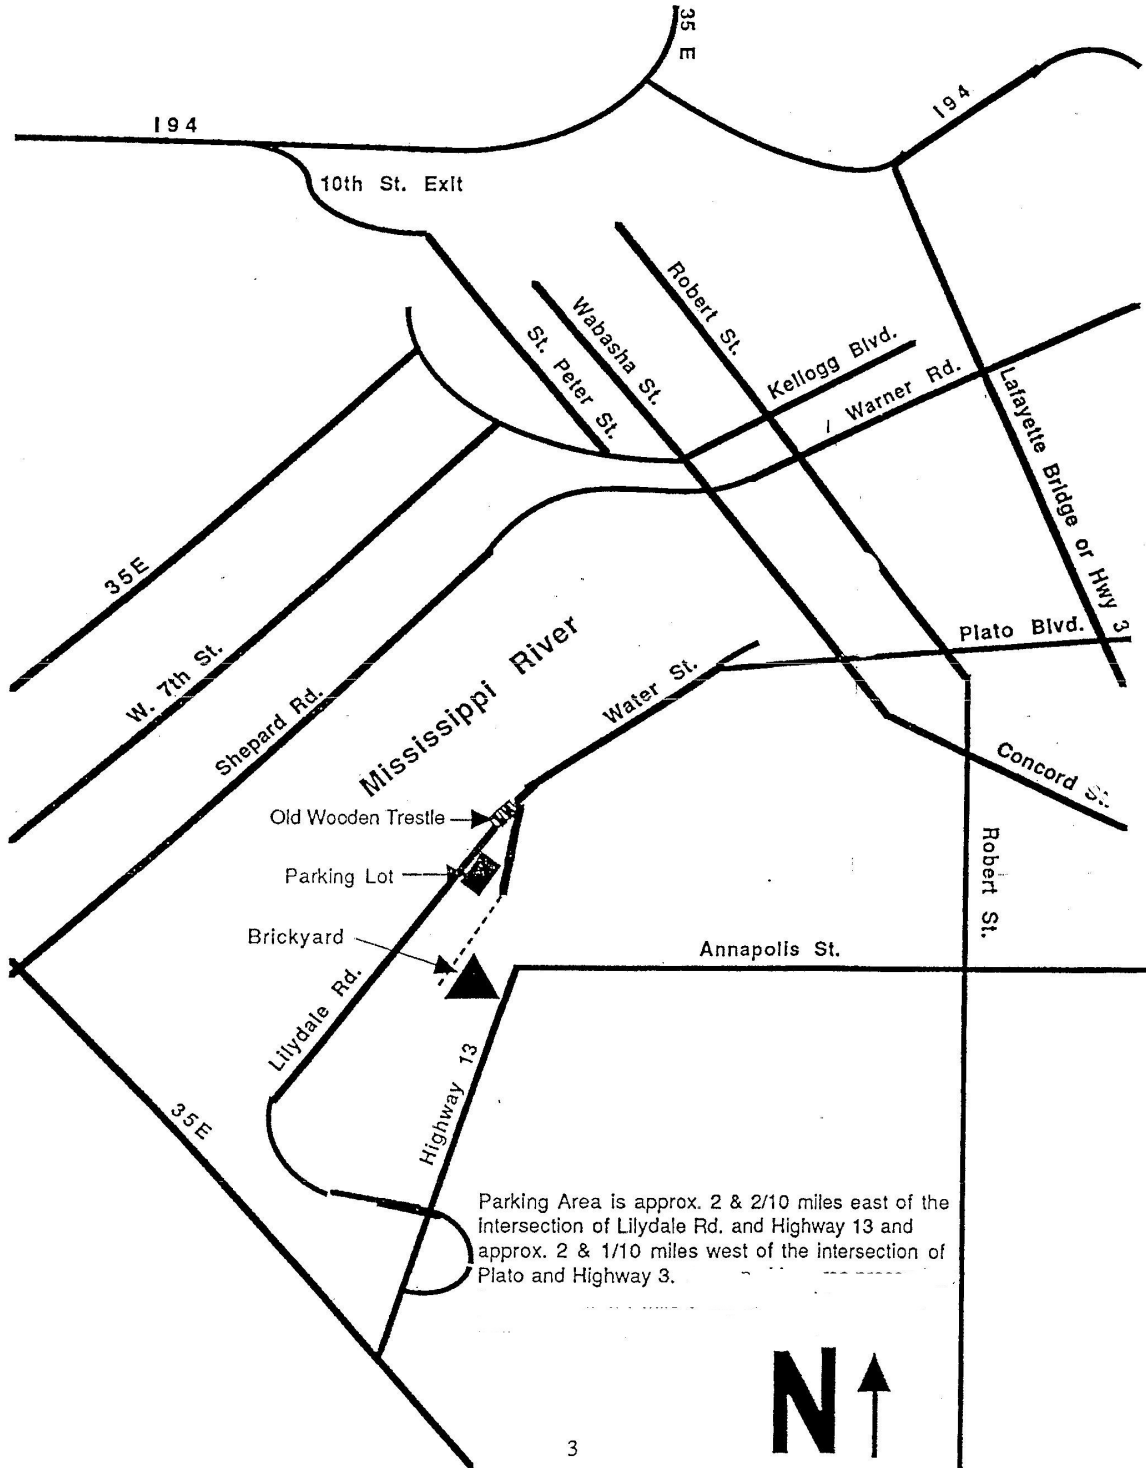 35 E
I94
I94
10th St. Exit
Robert St.
Wabasha St.
St. Peter St.
Kellogg Blvd.
Warner Rd.
Lafayette Bridge or Hwy 3
35E
W. 7th St.
Shepard Rd.
Mississippi River
Plato Blvd.
Water St.
Concord St.
Old Wooden Trestle
Parking Lot
Robert St.
Brickyard
Annapolis St.
Lilydale Rd.
Highway 13
35E
Parking Area is approx. 2 & 2/10 miles east of the
intersection of Lilydale Rd. and Highway 13 and
approx. 2 & 1/10 miles west of the intersection of
Plato and Highway 3.
N
3